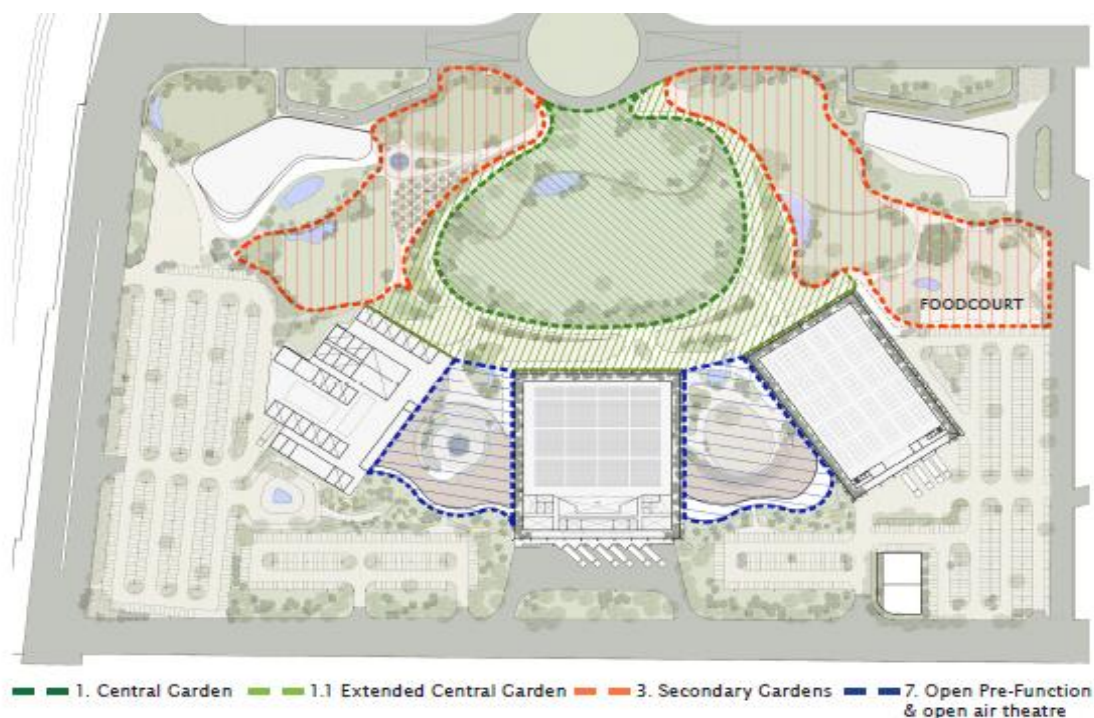 FOODCOURT
1. Central Garden 1.1 Extended Central Garden 3. Secondary Gardens 7. Open Pre-Function
& open air theatre